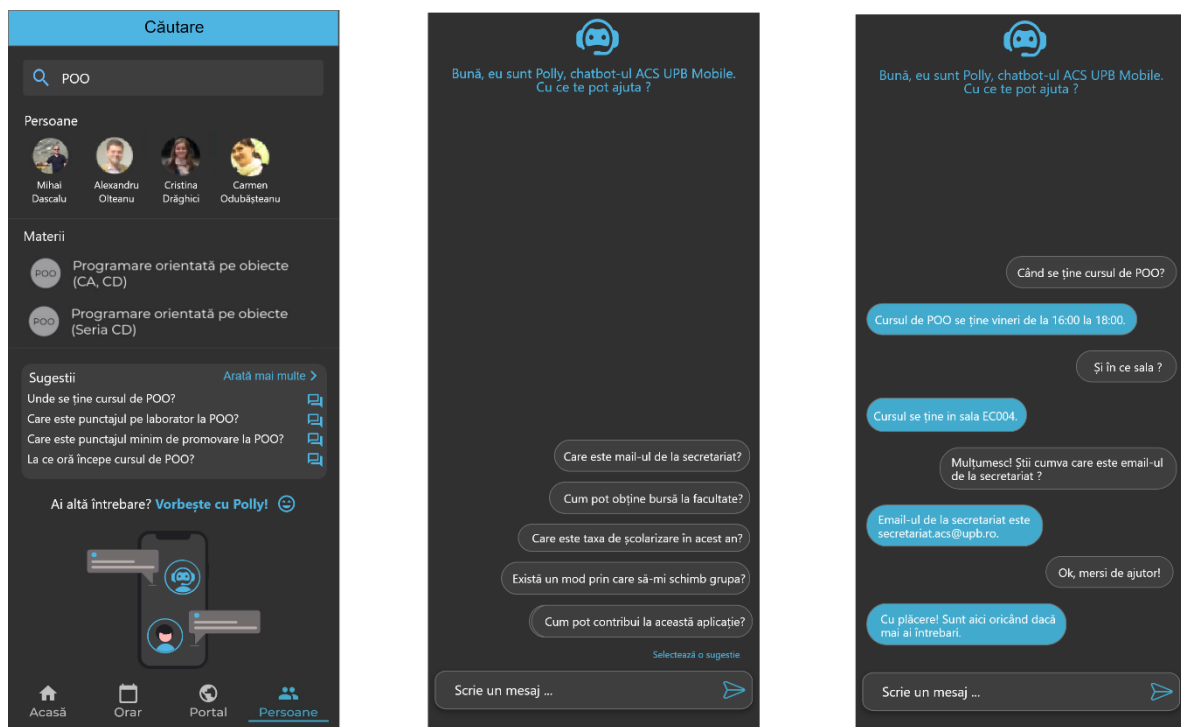 Căutare
POO
Persoane
Mihai
Dascalu
Alexandru
Olteanu
Cristina
Drăghici
Carmen
Odubășteanu
Materii
POO
Programare orientată pe obiecte
(CA, CD)
POO
Programare orientată pe obiecte
(Seria CD)
Sugestii
Arată mai multe
Unde se ține cursul de POO?
Care este punctajul pe laborator la POO?
Care este punctajul minim de promovare la POO?
La ce oră începe cursul de POO?
Ai altă întrebare? Vorbește cu Polly!
Acasă
Orar
Portal
Persoane
Bună, eu sunt Polly, chatbot-ul ACS UPB Mobile.
Cu ce te pot ajuta ?
Care este mail-ul de la secretariat?
Cum pot obține bursă la facultate?
Care este taxa de școlarizare în acest an?
Există un mod prin care să-mi schimb grupa?
Cum pot contribui la această aplicație?
Selectează o sugestie
Scrie un mesaj ...
Bună, eu sunt Polly, chatbot-ul ACS UPB Mobile.
Cu ce te pot ajuta ?
Când se ține cursul de POO?
Cursul de POO se ține vineri de la 16:00 la 18:00.
Și în ce sala ?
Cursul se ține in sala EC004.
Mulțumesc! Știi cumva care este email-ul
de la secretariat ?
Email-ul de la secretariat este
secretariat.acs@upb.ro.
Ok, mersi de ajutor!
Cu plăcere! Sunt aici oricând dacă
mai ai întrebari.
Scrie un mesaj ...